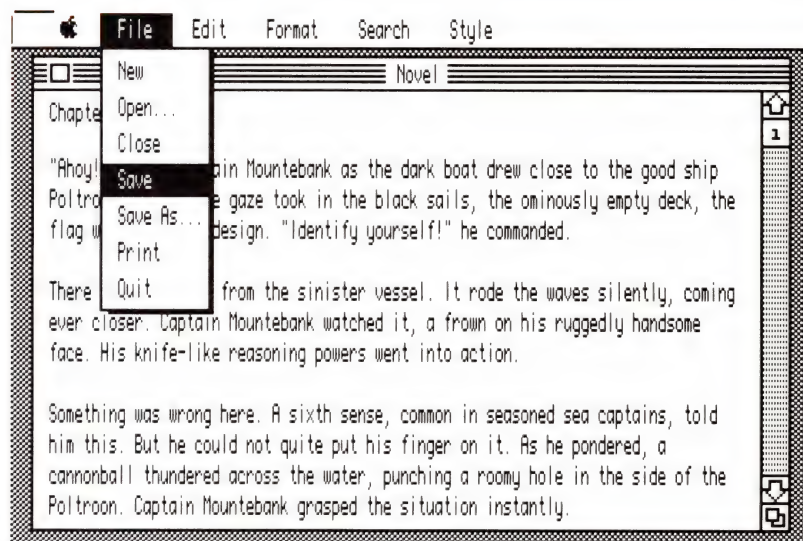 File Edit Format Search Style
New
Open...
Close
Save
Save As...
Print
Quit
Novel
Chapte
"Ahoy! ain Mountebank as the dark boat drew close to the good ship
Poltro e gaze took in the black sails, the ominously empty deck, the
flag w design. "Identify yourself!" he commanded.
There from the sinister vessel. It rode the waves silently, coming
ever closer. Captain Mountebank watched it, a frown on his ruggedly handsome
face. His knife-like reasoning powers went into action.
Something was wrong here. A sixth sense, common in seasoned sea captains, told
him this. But he could not quite put his finger on it. As he pondered, a
cannonball thundered across the water, punching a roomy hole in the side of the
Poltroon. Captain Mountebank grasped the situation instantly.
1